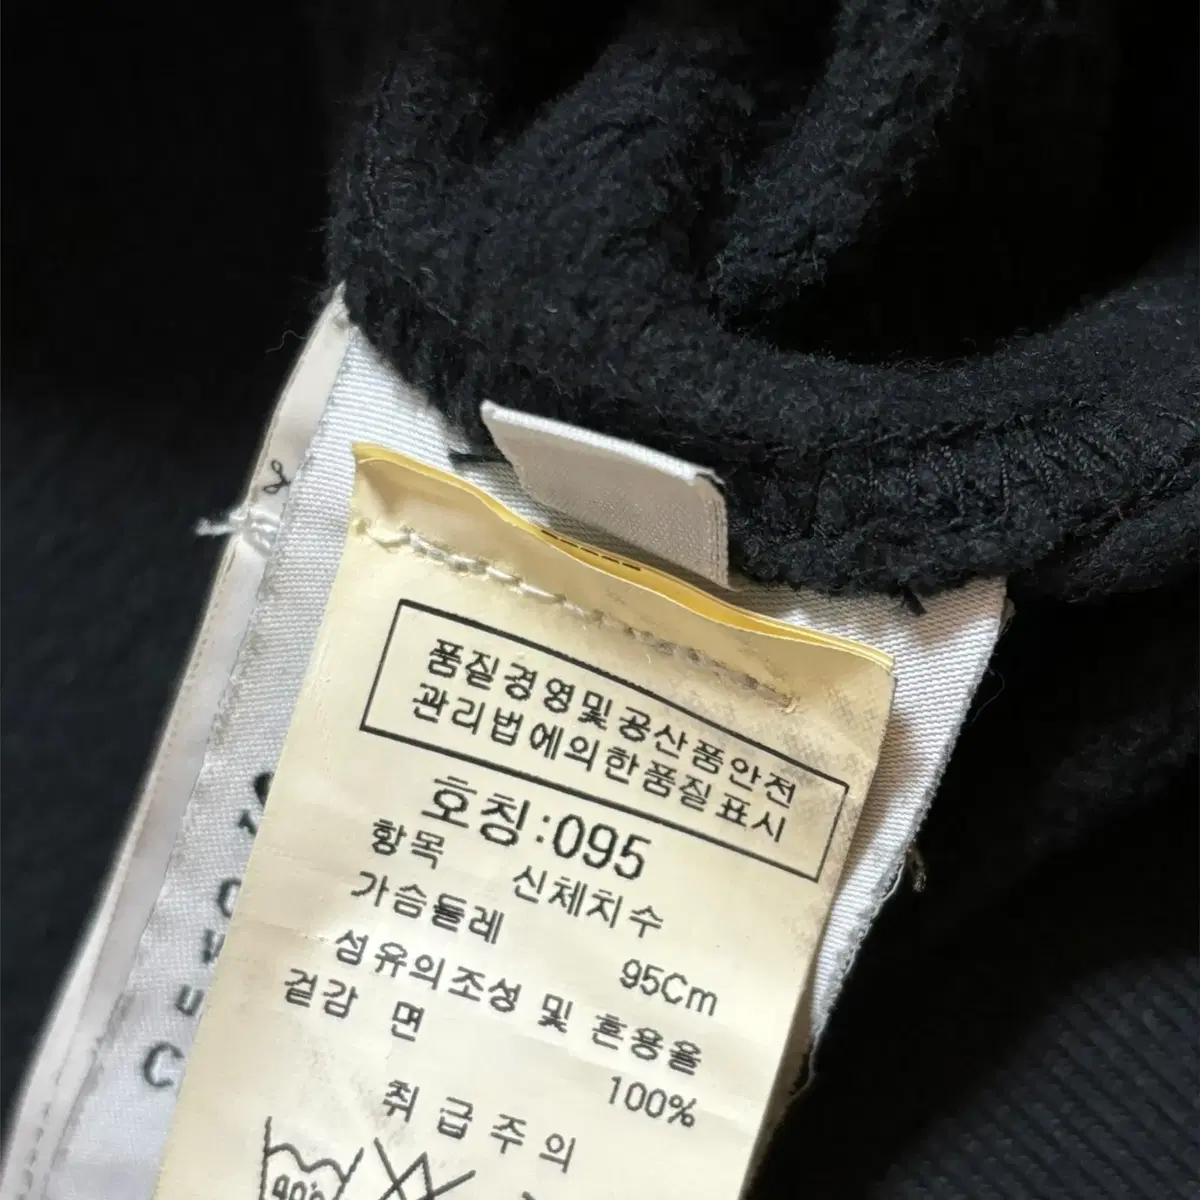 품질경영및공산품안전
관리법에의한품질표시
호칭:095
항목 신체치수
가슴둘레 95Cm
섬유의조성 및 혼용율
겉감 면 100%
취급주의